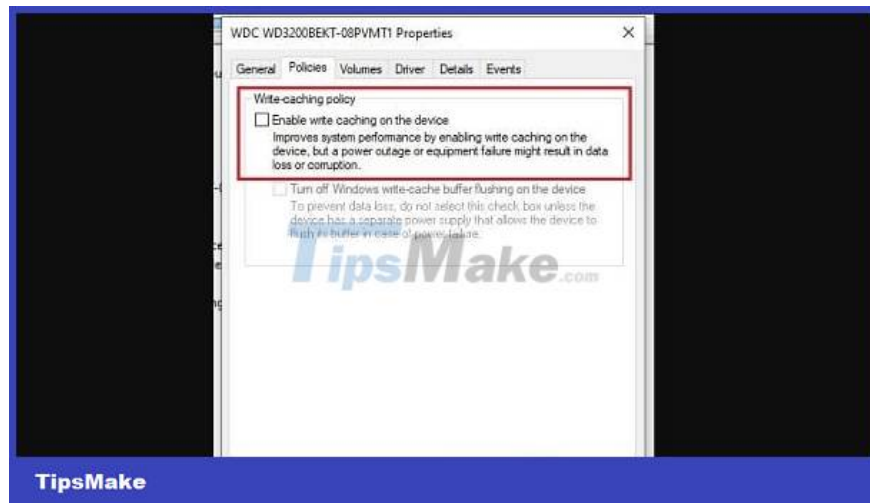 WDC WD3200BEKT-08PVMT1 Properties
General Policies Volumes Driver Details Events
Write-caching policy
Enable write caching on the device
Improves system performance by enabling write caching on the
device, but a power outage or equipment failure might result in data
loss or corruption.
Turn off Windows write-cache buffer flushing on the device
To prevent data loss, do not select this check box unless the
device has a separate power supply that allows the device to
flush its buffer in case of power failure.
TipsMake.com
TipsMake